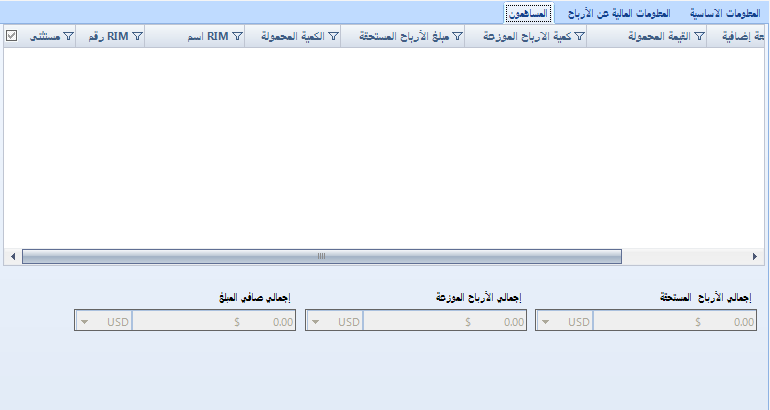 المعلومات الاساسية المعلومات المالية عن الأرباح المساهمون
عة إضافية القيمة المحمولة كمية الارباح الموزعة مبلغ الأرباح المستحقة الكمية المحمولة اسم RIM رقم RIM مستثنى
إجمالي الأرباح المستحقة إجمالي الأرباح الموزعة إجمالي صافي المبلغ
0.00 $ USD 0.00 $ USD 0.00 $ USD